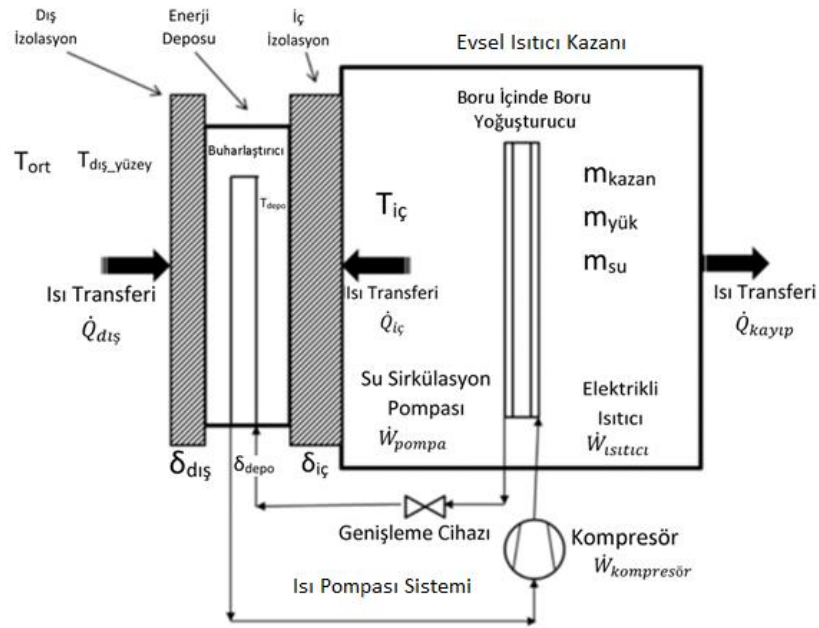 Dış
İzolasyon
Enerji
Deposu
İç
İzolasyon
Evsel Isıtıcı Kazanı
Boru İçinde Boru
Yoğuşturucu
Buharlaştırıcı
T_ort
T_dış_yüzey
T_depo
T_iç
m_kazan
m_yük
m_su
Isı Transferi
Q̇_dış
Isı Transferi
Q̇_iç
Isı Transferi
Q̇_kayıp
Su Sirkülasyon
Pompası
Ẇ_pompa
Elektrikli
Isıtıcı
Ẇ_ısıtıcı
δ_dış
δ_depo
δ_iç
Genişleme Cihazı
Kompresör
Ẇ_kompresör
Isı Pompası Sistemi